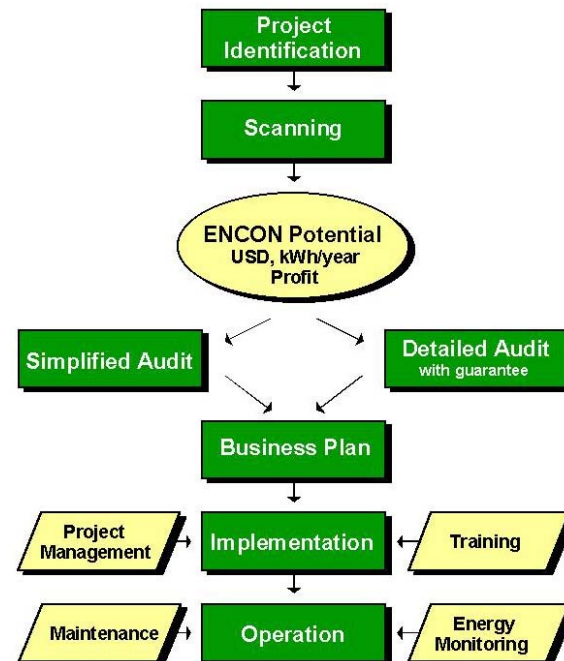 Project
Identification
Scanning
ENCON Potential
USD, kWh/year
Profit
Simplified Audit
Detailed Audit
with guarantee
Business Plan
Project
Management
Implementation
Training
Maintenance
Operation
Energy
Monitoring